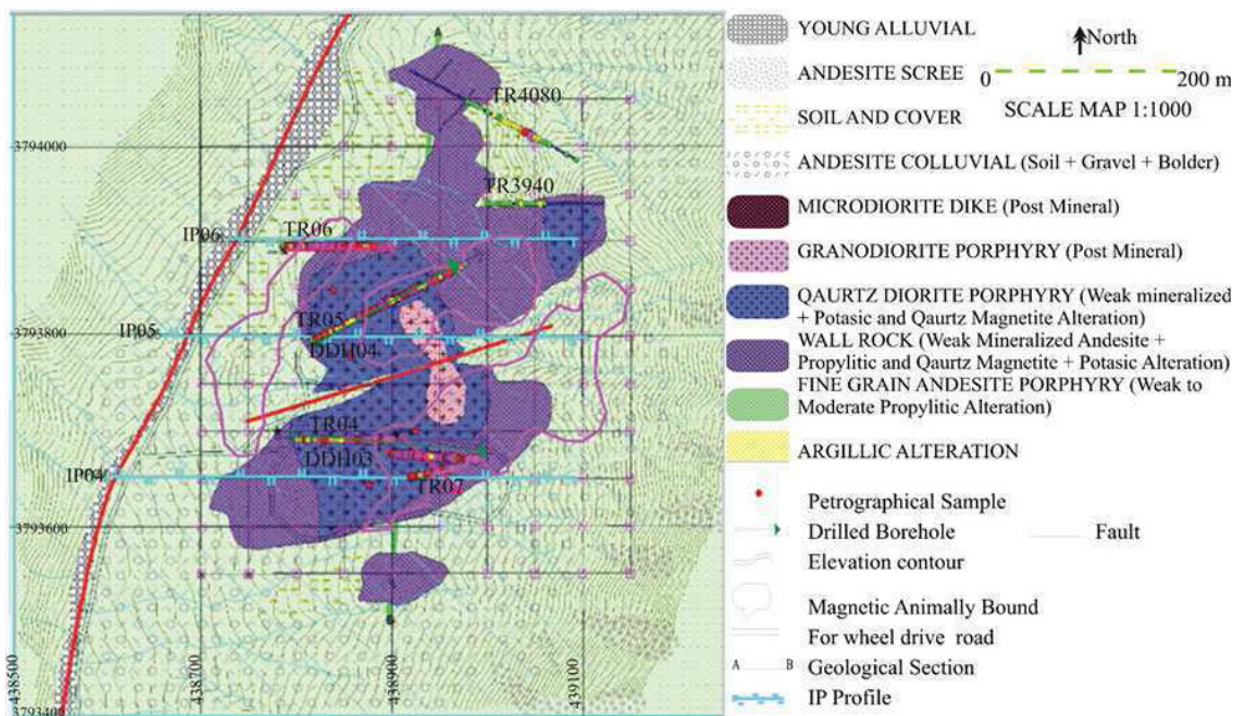 TR4080
3794000
TR3940
IP06
TR06
TR05
IP05
3793800
DDH04
TR04
DDH03
IP04
TR07
3793600
438500
438700
438900
439100
3793400
YOUNG ALLUVIAL
ANDESITE SCREE
SOIL AND COVER
ANDESITE COLLUVIAL (Soil + Gravel + Bolder)
MICRODIORITE DIKE (Post Mineral)
GRANODIORITE PORPHYRY (Post Mineral)
QAURTZ DIORITE PORPHYRY (Weak mineralized
+ Potasic and Qaurtz Magnetite Alteration)
WALL ROCK (Weak Mineralized Andesite +
Propylitic and Qaurtz Magnetite + Potasic Alteration)
FINE GRAIN ANDESITE PORPHYRY (Weak to
Moderate Propylitic Alteration)
ARGILLIC ALTERATION
Petrographical Sample
Drilled Borehole
Fault
Elevation contour
Magnetic Animally Bound
For wheel drive road
A B Geological Section
IP Profile
North
0 200 m
SCALE MAP 1:1000